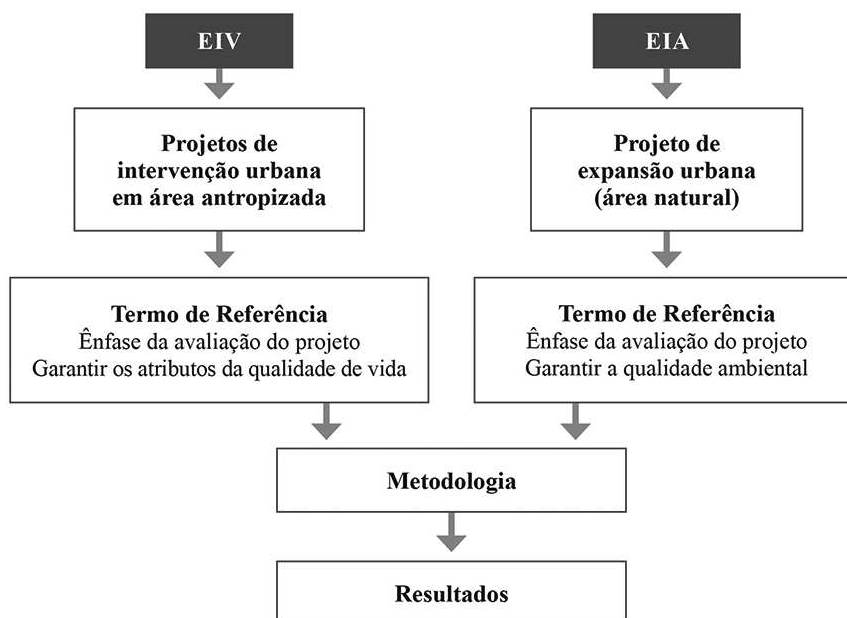 EIV
Projetos de
intervenção urbana
em área antropizada
Termo de Referência
Ênfase da avaliação do projeto
Garantir os atributos da qualidade de vida
EIA
Projeto de
expansão urbana
(área natural)
Termo de Referência
Ênfase da avaliação do projeto
Garantir a qualidade ambiental
Metodologia
Resultados